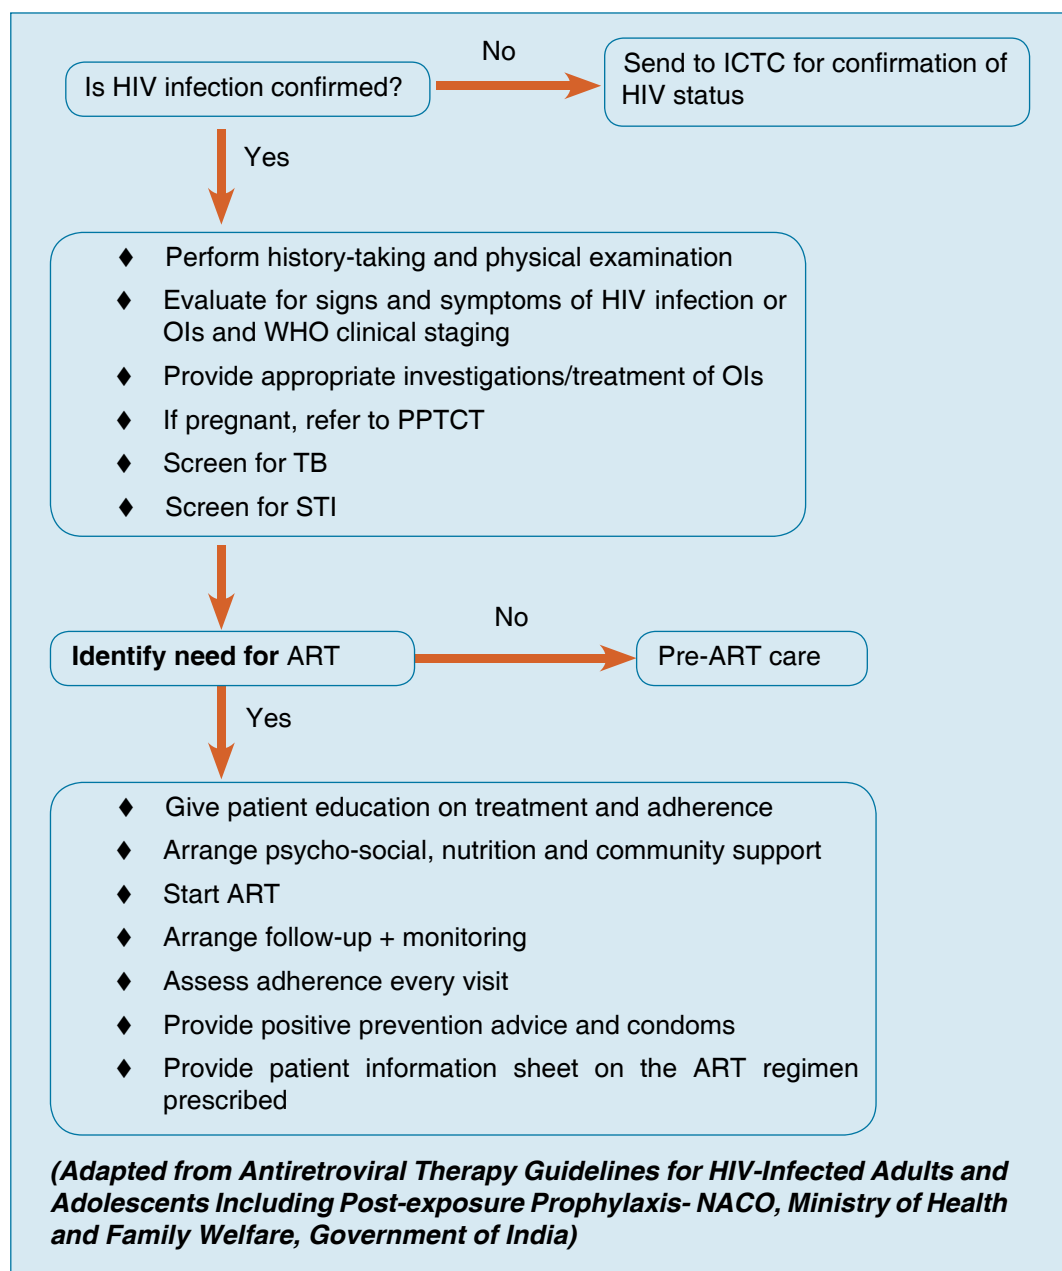 No
Is HIV infection confirmed?
Send to ICTC for confirmation of
HIV status
Yes
♦ Perform history-taking and physical examination
♦ Evaluate for signs and symptoms of HIV infection or
OIs and WHO clinical staging
♦ Provide appropriate investigations/treatment of OIs
♦ If pregnant, refer to PPTCT
♦ Screen for TB
♦ Screen for STI
No
Identify need for ART
Pre-ART care
Yes
♦ Give patient education on treatment and adherence
♦ Arrange psycho-social, nutrition and community support
♦ Start ART
♦ Arrange follow-up + monitoring
♦ Assess adherence every visit
♦ Provide positive prevention advice and condoms
♦ Provide patient information sheet on the ART regimen
prescribed
(Adapted from Antiretroviral Therapy Guidelines for HIV-Infected Adults and
Adolescents Including Post-exposure Prophylaxis- NACO, Ministry of Health
and Family Welfare, Government of India)